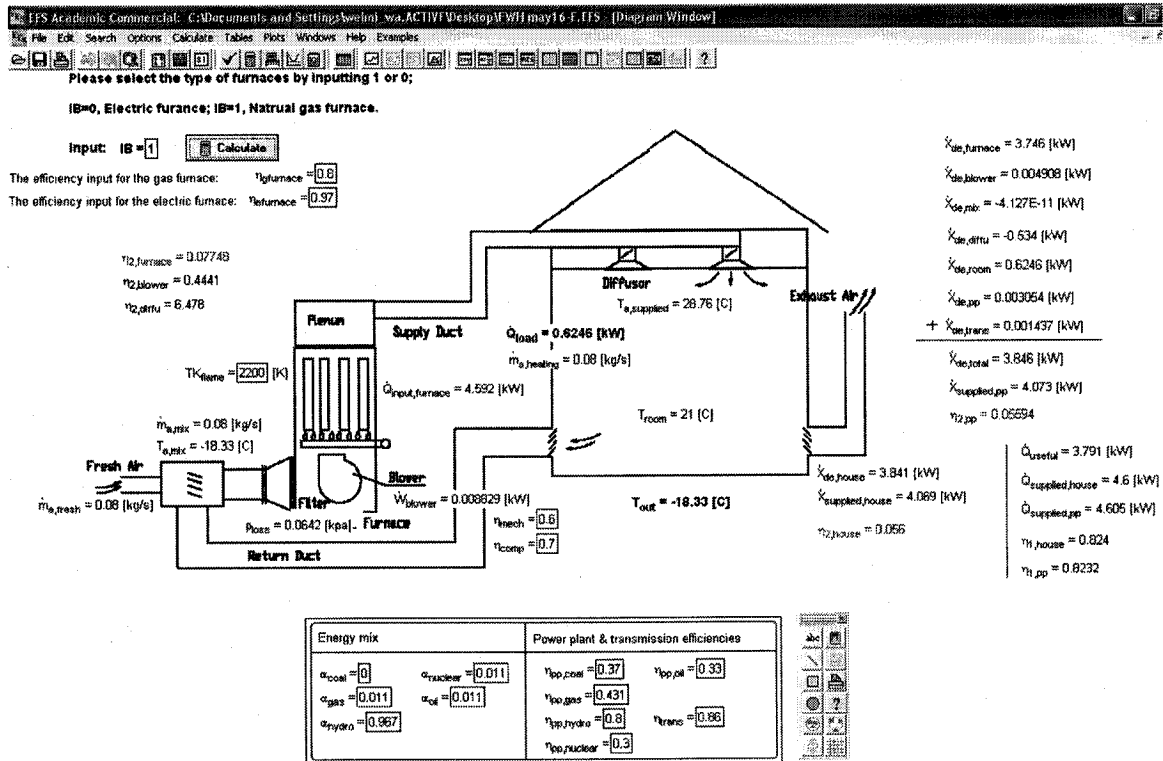 EES Academic Commercial: C:\Documents and Settings\welini_wa.ACTIVE\Desktop\FWH may16-E.EES - [Diagram Window]
File Edit Search Options Calculate Tables Plots Windows Help Examples
Please select the type of furnaces by inputting 1 or 0;
IB=0, Electric furance; IB=1, Natrual gas furnace.
Input: IB = 1 Calculate
The efficiency input for the gas furnace: ηgfurnace = 0.8
The efficiency input for the electric furnace: ηefurnace = 0.97
η2,furnace = 0.07748
η2,blower = 0.4441
η2,diffu = 6.478
Ẋde,furnace = 3.746 [kW]
Ẋde,blower = 0.004908 [kW]
Ẋde,mix = -4.127E-11 [kW]
Ẋde,diffu = -0.534 [kW]
Ẋde,room = 0.6246 [kW]
Ẋde,pp = 0.003054 [kW]
+ Ẋde,trans = 0.001437 [kW]
Ẋde,total = 3.846 [kW]
Ẋsupplied,pp = 4.073 [kW]
η2,pp = 0.05594
Diffusor
Ta,supplied = 28.76 [C]
Exhaust Air
Plenum
Supply Duct
Q̇load = 0.6246 [kW]
ṁa,heating = 0.08 [kg/s]
TKflame = 2200 [K]
Q̇input,furnace = 4.592 [kW]
Troom = 21 [C]
ṁa,mix = 0.08 [kg/s]
Ta,mix = -18.33 [C]
Fresh Air
ṁa,fresh = 0.08 [kg/s]
Filter
Blower
Ẇblower = 0.008829 [kW]
Ploss = 0.0642 [kpa]
Furnace
ηmech = 0.6
ηcomp = 0.7
Return Duct
Tout = -18.33 [C]
Ẋde,house = 3.841 [kW]
Ẋsupplied,house = 4.069 [kW]
η2,house = 0.056
Q̇useful = 3.791 [kW]
Q̇supplied,house = 4.6 [kW]
Q̇supplied,pp = 4.605 [kW]
η1,house = 0.824
η1,pp = 0.8232
Energy mix
αcoal = 0 αnuclear = 0.011
αgas = 0.011 αoil = 0.011
αhydro = 0.967
Power plant & transmission efficiencies
ηpp,coal = 0.37 ηpp,oil = 0.33
ηpp,gas = 0.431
ηpp,hydro = 0.8 ηtrans = 0.86
ηpp,nuclear = 0.3
abc